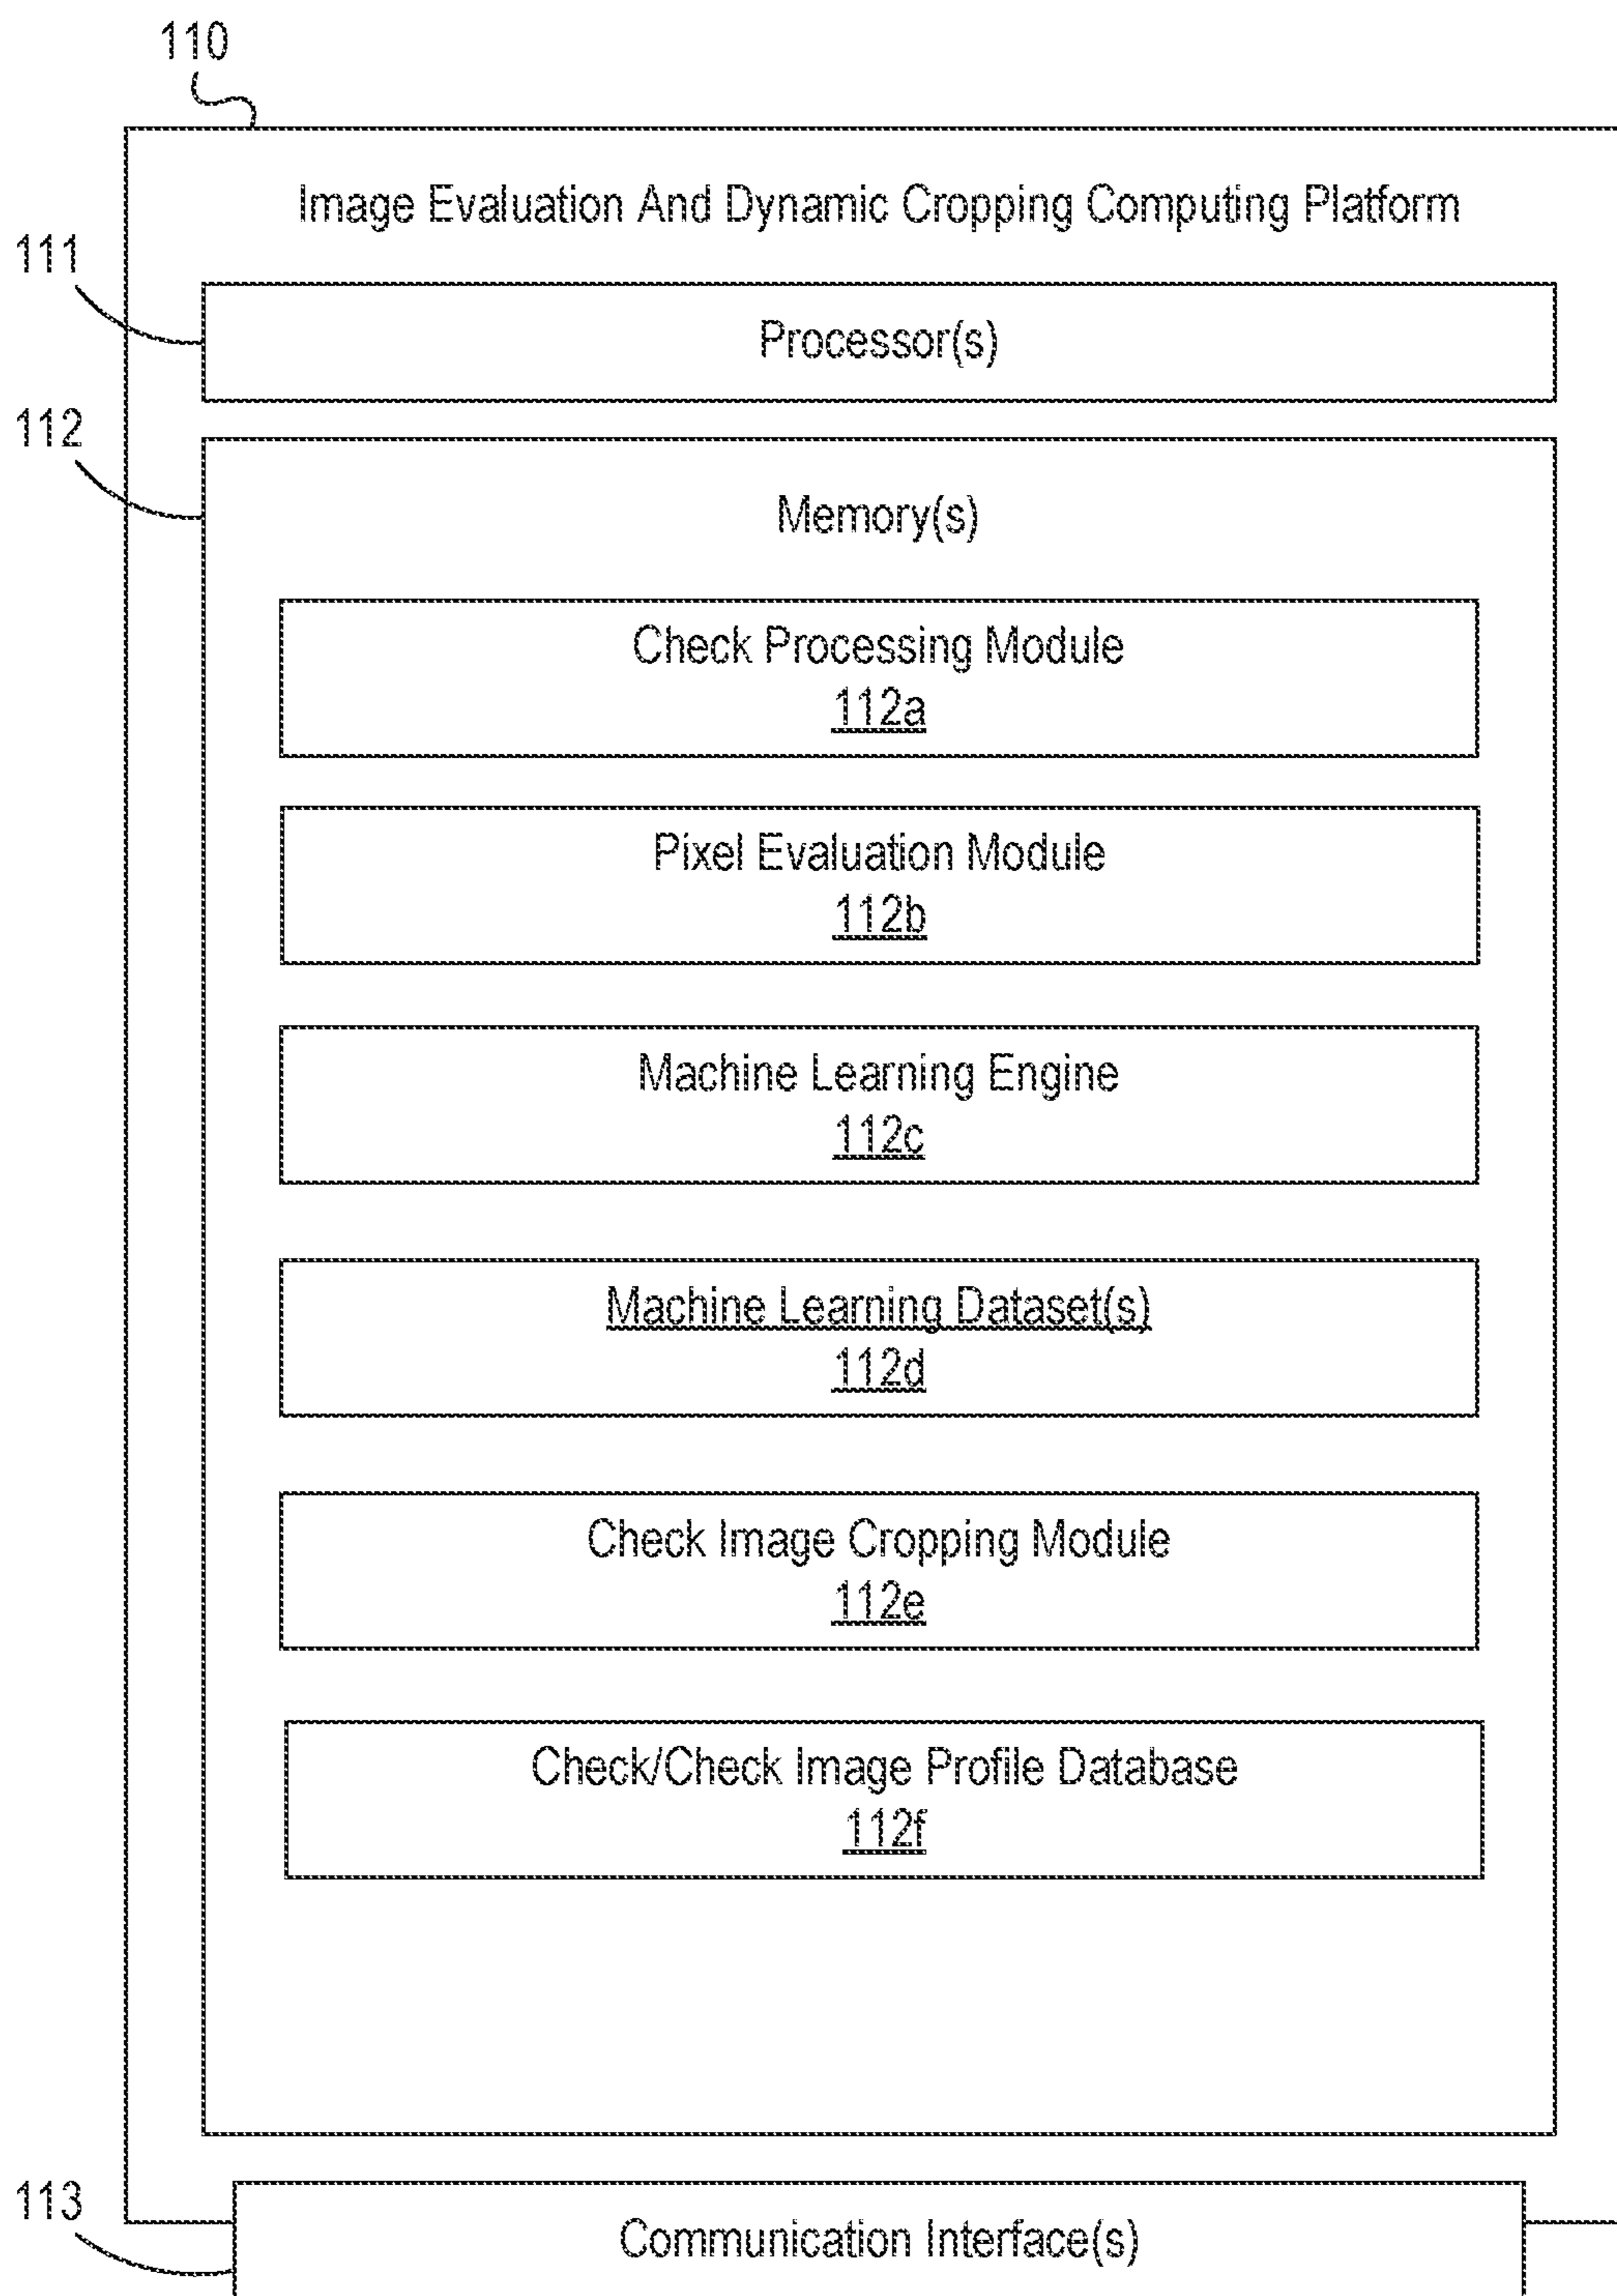 110
Image Evaluation And Dynamic Cropping Computing Platform
111
Processor(s)
112
Memory(s)
Check Processing Module
112a
Pixel Evaluation Module
112b
Machine Learning Engine
112c
Machine Learning Dataset(s)
112d
Check Image Cropping Module
112e
Check/Check Image Profile Database
112f
113
Communication Interface(s)